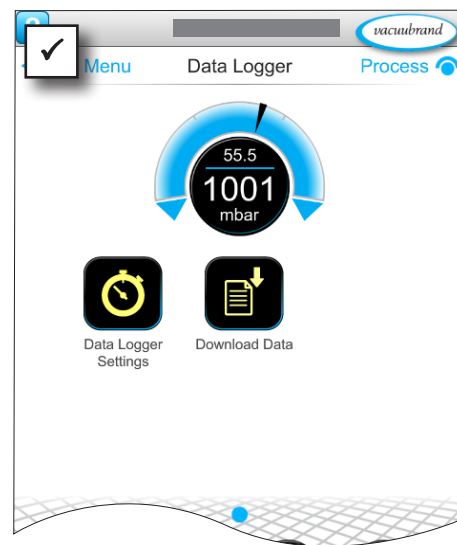 vacuubrand
Menu
Data Logger
Process
55.5
1001
mbar
Data Logger
Settings
Download Data